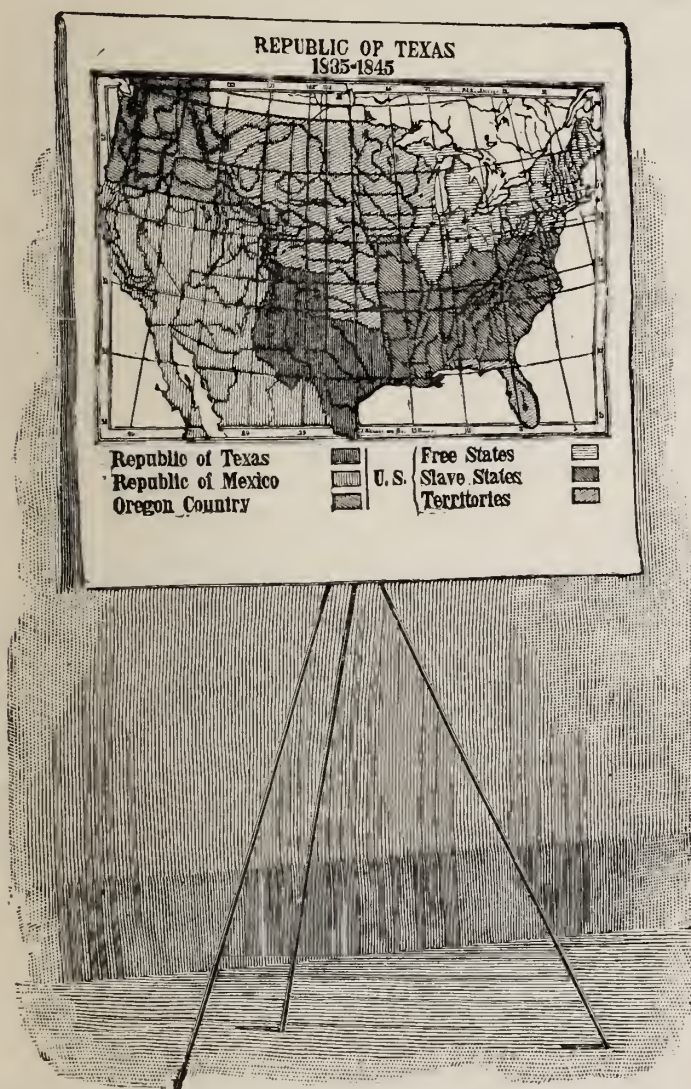 REPUBLIC OF TEXAS
1835-1845
Republic of Texas
Republic of Mexico
Oregon Country
U.S.
Free States
Slave States
Territories